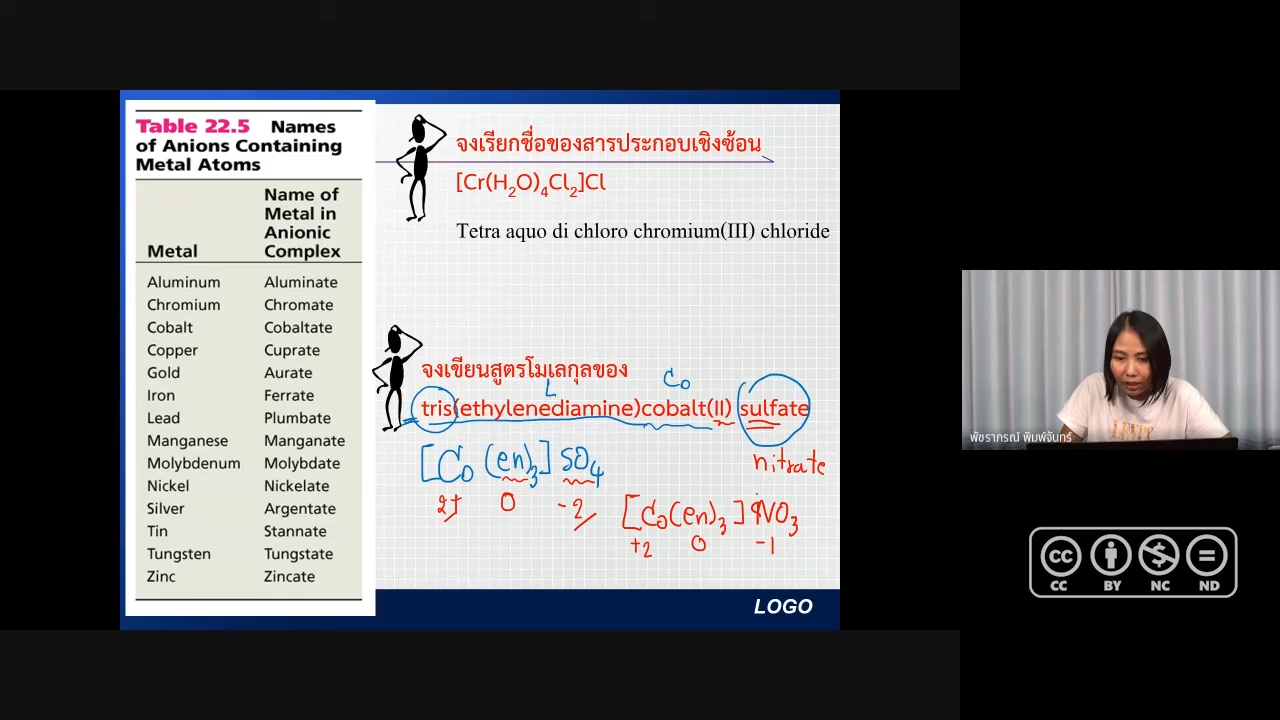 Table 22.5 Names
of Anions Containing
Metal Atoms
Metal Name of Metal in Anionic Complex
Aluminum Aluminate
Chromium Chromate
Cobalt Cobaltate
Copper Cuprate
Gold Aurate
Iron Ferrate
Lead Plumbate
Manganese Manganate
Molybdenum Molybdate
Nickel Nickelate
Silver Argentate
Tin Stannate
Tungsten Tungstate
Zinc Zincate
จงเรียกชื่อของสารประกอบเชิงซ้อน
[Cr(H₂O)₄Cl₂]Cl
Tetra aquo di chloro chromium(III) chloride
จงเขียนสูตรโมเลกุลของ
L Co
tris(ethylenediamine)cobalt(II) sulfate
[Co (en)₃] SO₄
nitrate
2+ 0 -2
[Co(en)₃] NO₃
+2 0 -1
LOGO
พัชราภรณ์ พิมพ์จันทร์
CC BY NC ND